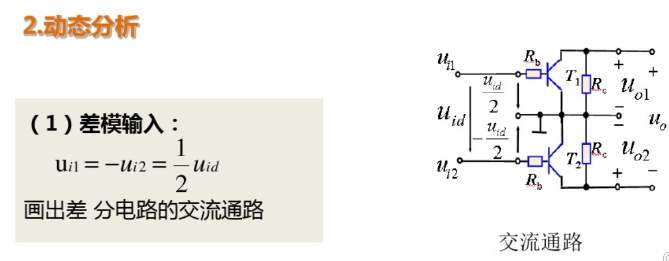 2.动态分析
(1)差模输入：
u_{i1} = −u_{i2} = \frac{1}{2} u_{id}
画出差 分电路的交流通路
u_{i1}
R_b
T_1
R_c
+
+
u_{o1}
\frac{u_{id}}{2}
−
u_{id}
−
u_o
−\frac{u_{id}}{2}
T_2
R_c
u_{o2}
u_{i2}
R_b
+
−
交流通路